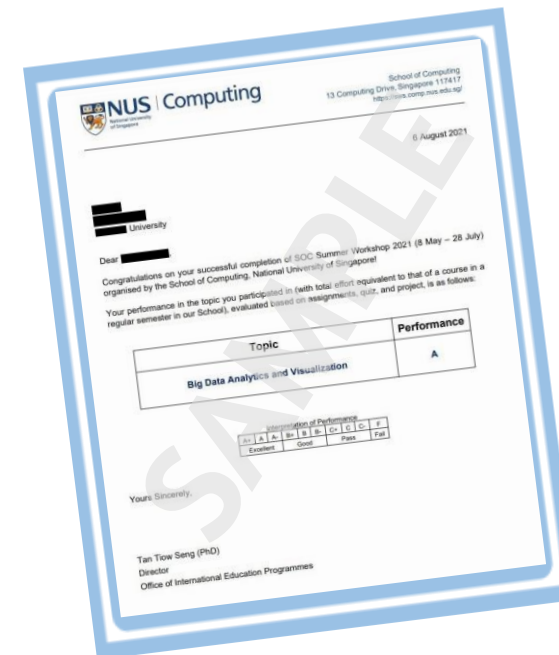 NUS | Computing
National University
of Singapore
School of Computing
13 Computing Drive, Singapore 117417
https://www.comp.nus.edu.sg/
6 August 2021
University
Dear
Congratulations on your successful completion of SOC Summer Workshop 2021 (8 May – 28 July)
organised by the School of Computing, National University of Singapore!
Your performance in the topic you participated in (with total effort equivalent to that of a course in a
regular semester in our School), evaluated based on assignments, quiz, and project, is as follows:
Topic Performance
Big Data Analytics and Visualization A
Interpretation of Performance
A+ A A- B+ B B- C+ C C- F
Excellent Good Pass Fail
Yours Sincerely,
Tan Tiow Seng (PhD)
Director
Office of International Education Programmes
SAMPLE